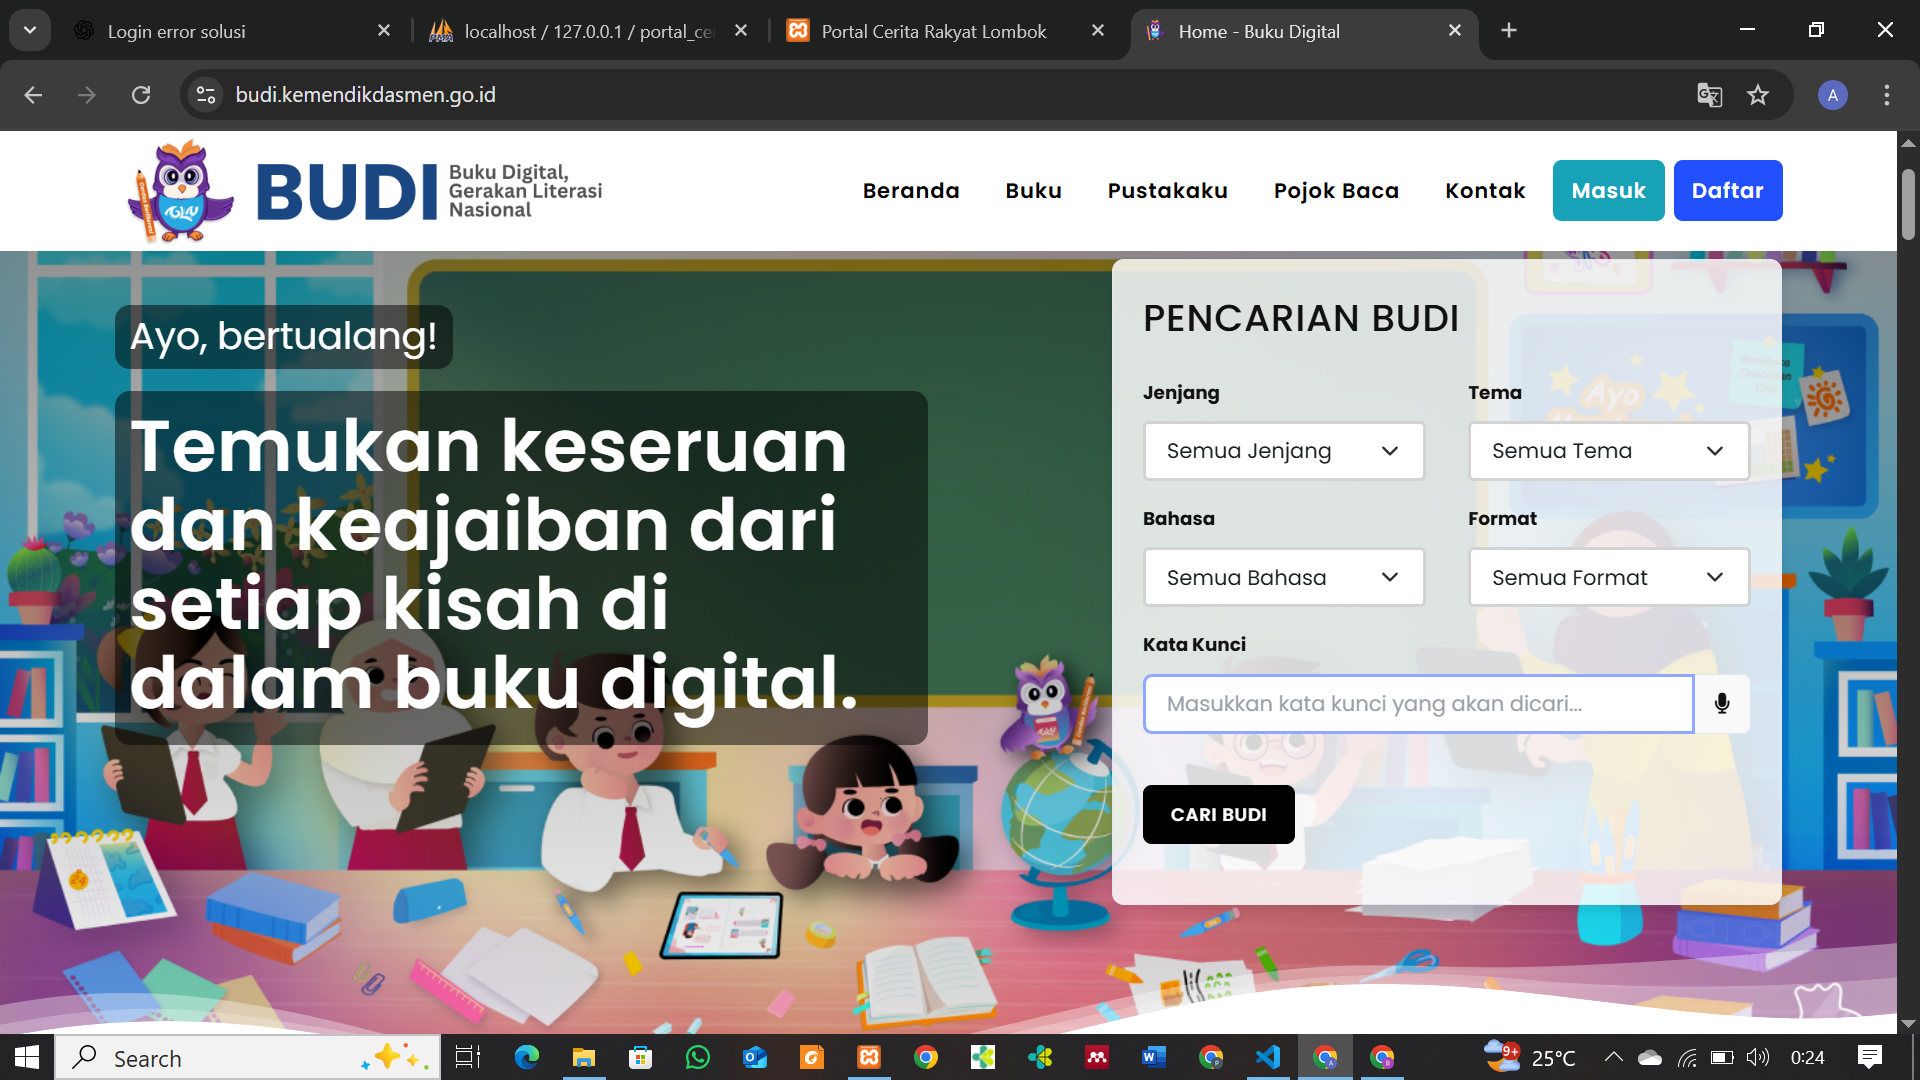 Login error solusi
localhost / 127.0.0.1 / portal_cer
Portal Cerita Rakyat Lombok
Home - Buku Digital
budi.kemendikdasmen.go.id
A
BUDI
Buku Digital,
Gerakan Literasi
Nasional
Beranda
Buku
Pustakaku
Pojok Baca
Kontak
Masuk
Daftar
Ayo, bertualang!
Temukan keseruan
dan keajaiban dari
setiap kisah di
dalam buku digital.
PENCARIAN BUDI
Jenjang
Tema
Semua Jenjang
Semua Tema
Bahasa
Format
Semua Bahasa
Semua Format
Kata Kunci
Masukkan kata kunci yang akan dicari...
CARI BUDI
Ayo
Search
9+
25°C
0:24